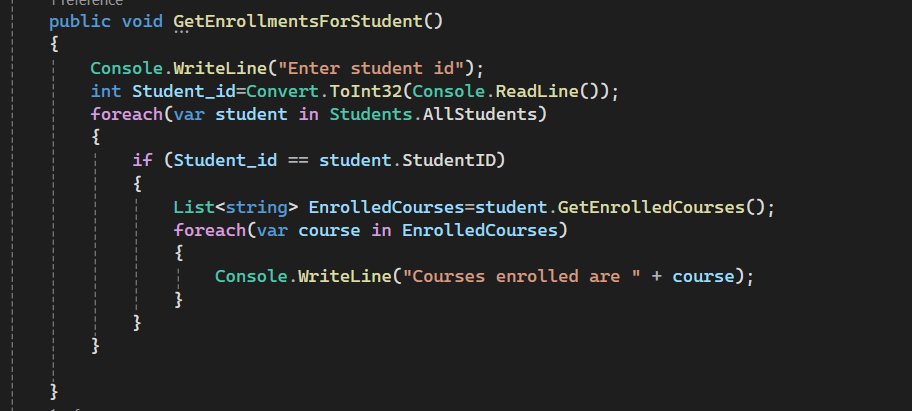 1 reference
public void GetEnrollmentsForStudent()
{
Console.WriteLine("Enter student id");
int Student_id=Convert.ToInt32(Console.ReadLine());
foreach(var student in Students.AllStudents)
{
if (Student_id == student.StudentID)
{
List<string> EnrolledCourses=student.GetEnrolledCourses();
foreach(var course in EnrolledCourses)
{
Console.WriteLine("Courses enrolled are " + course);
}
}
}
}